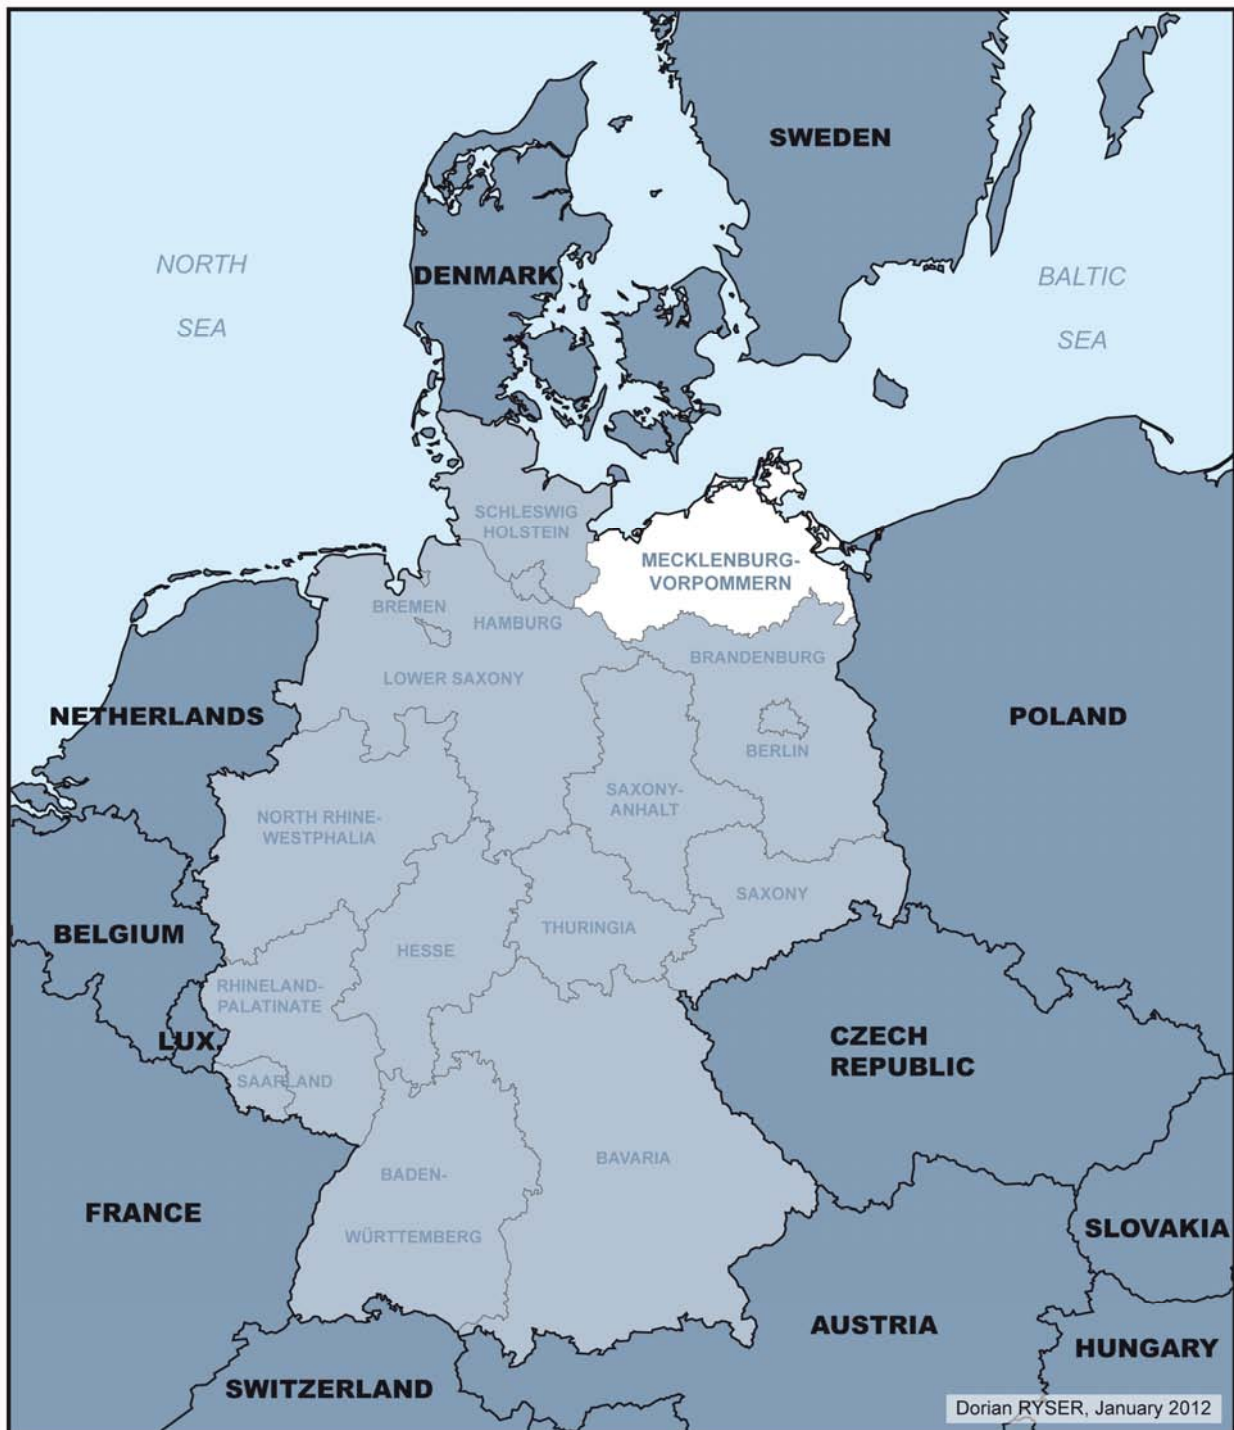 SWEDEN
NORTH
SEA
DENMARK
BALTIC
SEA
SCHLESWIG
HOLSTEIN
MECKLENBURG-
VORPOMMERN
BREMEN
HAMBURG
BRANDENBURG
LOWER SAXONY
NETHERLANDS
POLAND
BERLIN
SAXONY-
ANHALT
NORTH RHINE-
WESTPHALIA
SAXONY
THURINGIA
BELGIUM
HESSE
RHINELAND-
PALATINATE
LUX.
CZECH
REPUBLIC
SAARLAND
BAVARIA
BADEN-
WÜRTTEMBERG
FRANCE
SLOVAKIA
AUSTRIA
HUNGARY
SWITZERLAND
Dorian RYSER, January 2012